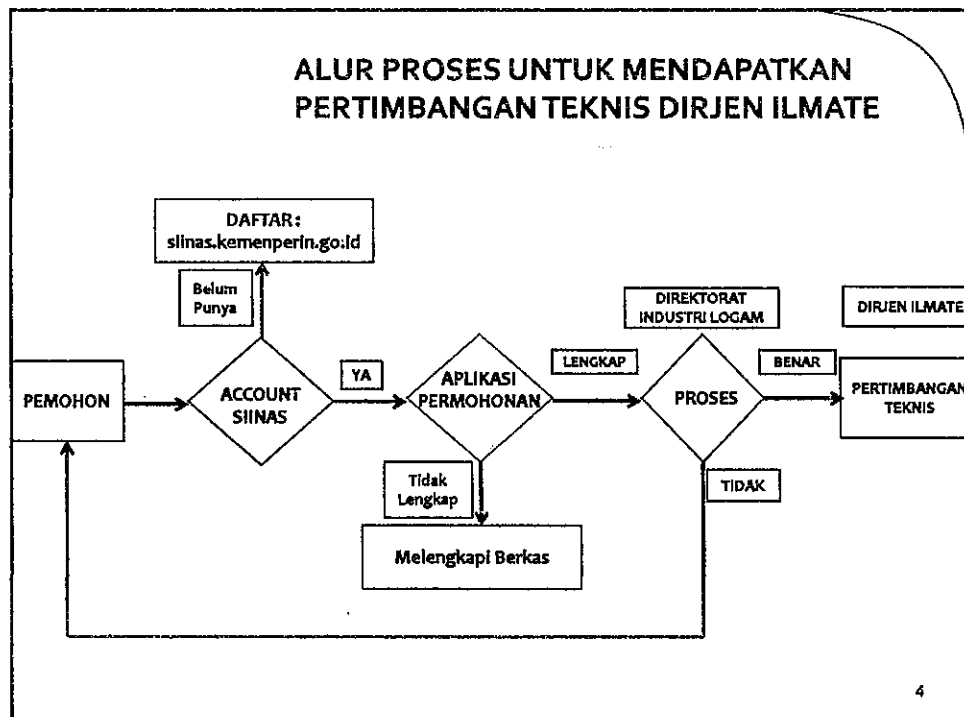 ALUR PROSES UNTUK MENDAPATKAN
PERTIMBANGAN TEKNIS DIRJEN ILMATE
DAFTAR:
siinas.kemenperin.go.id
Belum
Punya
DIREKTORAT
INDUSTRI LOGAM
DIRJEN ILMATE
PEMOHON
ACCOUNT
SIINAS
YA
APLIKASI
PERMOHONAN
LENGKAP
PROSES
BENAR
PERTIMBANGAN
TEKNIS
Tidak
Lengkap
TIDAK
Melengkapi Berkas
4